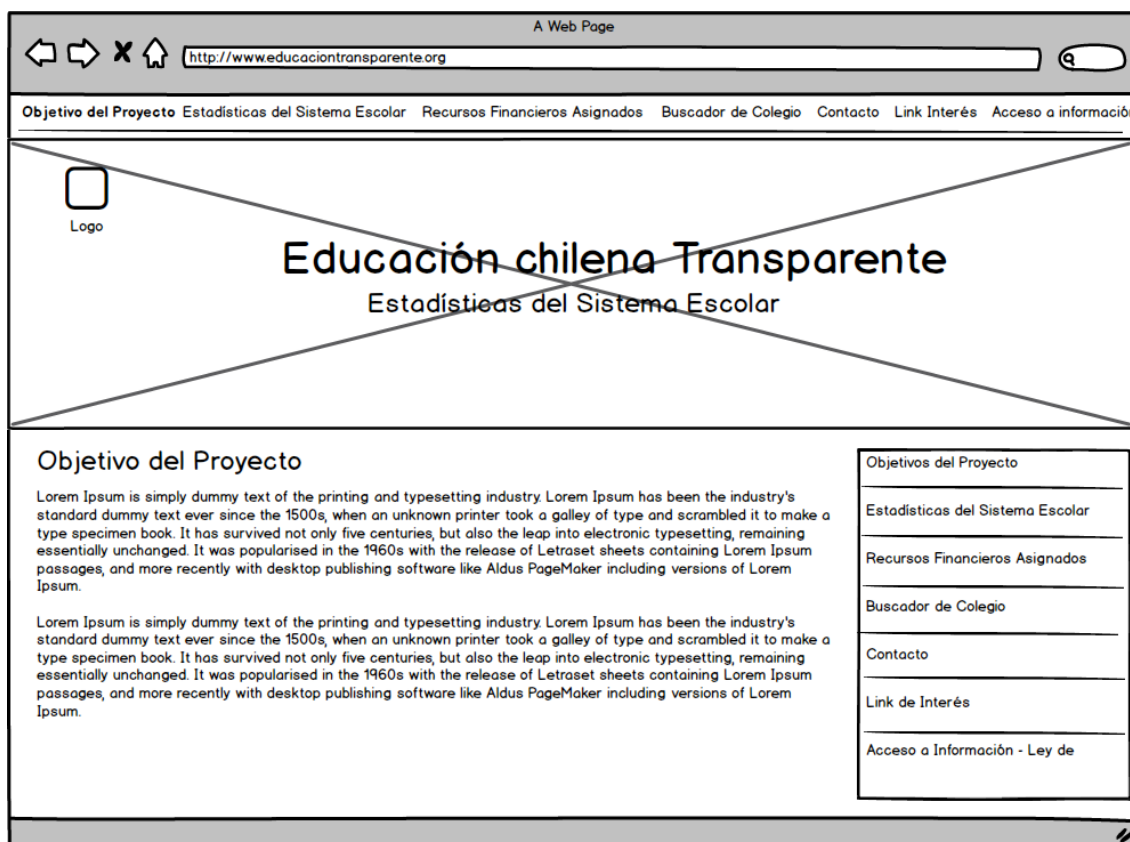 A Web Page
http://www.educaciontransparente.org
Objetivo del Proyecto Estadísticas del Sistema Escolar Recursos Financieros Asignados Buscador de Colegio Contacto Link Interés Acceso a información
Logo
Educación chilena Transparente
Estadísticas del Sistema Escolar
Objetivo del Proyecto
Lorem Ipsum is simply dummy text of the printing and typesetting industry. Lorem Ipsum has been the industry's
standard dummy text ever since the 1500s, when an unknown printer took a galley of type and scrambled it to make a
type specimen book. It has survived not only five centuries, but also the leap into electronic typesetting, remaining
essentially unchanged. It was popularised in the 1960s with the release of Letraset sheets containing Lorem Ipsum
passages, and more recently with desktop publishing software like Aldus PageMaker including versions of Lorem
Ipsum.
Lorem Ipsum is simply dummy text of the printing and typesetting industry. Lorem Ipsum has been the industry's
standard dummy text ever since the 1500s, when an unknown printer took a galley of type and scrambled it to make a
type specimen book. It has survived not only five centuries, but also the leap into electronic typesetting, remaining
essentially unchanged. It was popularised in the 1960s with the release of Letraset sheets containing Lorem Ipsum
passages, and more recently with desktop publishing software like Aldus PageMaker including versions of Lorem
Ipsum.
Objetivos del Proyecto
Estadísticas del Sistema Escolar
Recursos Financieros Asignados
Buscador de Colegio
Contacto
Link de Interés
Acceso a Información - Ley de